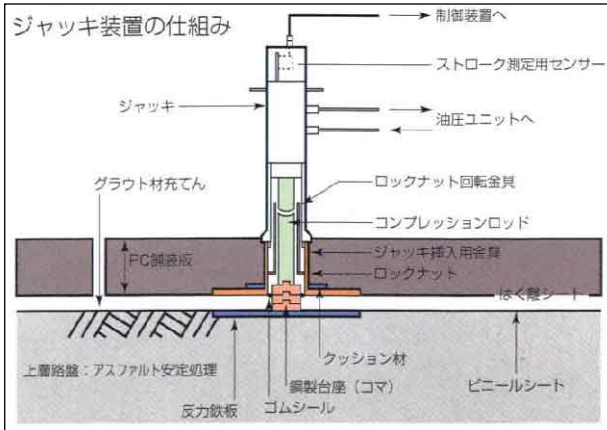 ジャッキ装置の仕組み
制御装置へ
ストローク測定用センサー
ジャッキ
油圧ユニットへ
グラウト材充てん
ロックナット回転金具
コンプレッションロッド
PC舗装版
ジャッキ挿入用金具
ロックナット
はく離シート
上層路盤：アスファルト安定処理
クッション材
鋼製台座（コマ）
ビニールシート
反力鉄板
ゴムシール